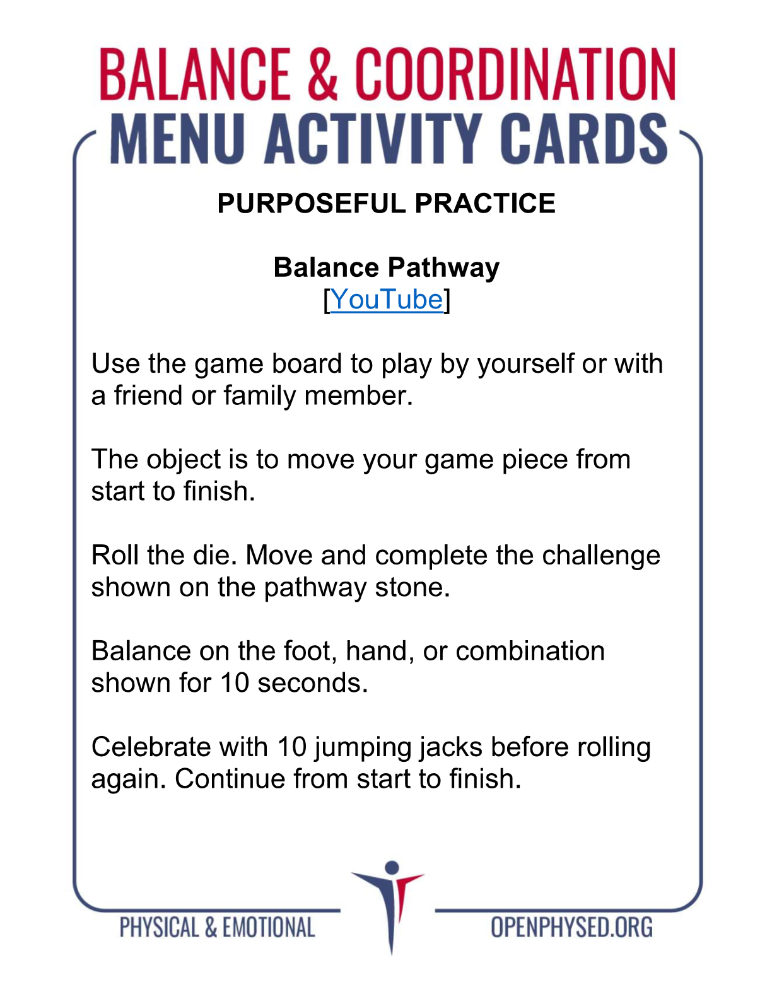 BALANCE & COORDINATION
MENU ACTIVITY CARDS
PURPOSEFUL PRACTICE
Balance Pathway
[YouTube]
Use the game board to play by yourself or with
a friend or family member.
The object is to move your game piece from
start to finish.
Roll the die. Move and complete the challenge
shown on the pathway stone.
Balance on the foot, hand, or combination
shown for 10 seconds.
Celebrate with 10 jumping jacks before rolling
again. Continue from start to finish.
PHYSICAL & EMOTIONAL
OPENPHYSED.ORG